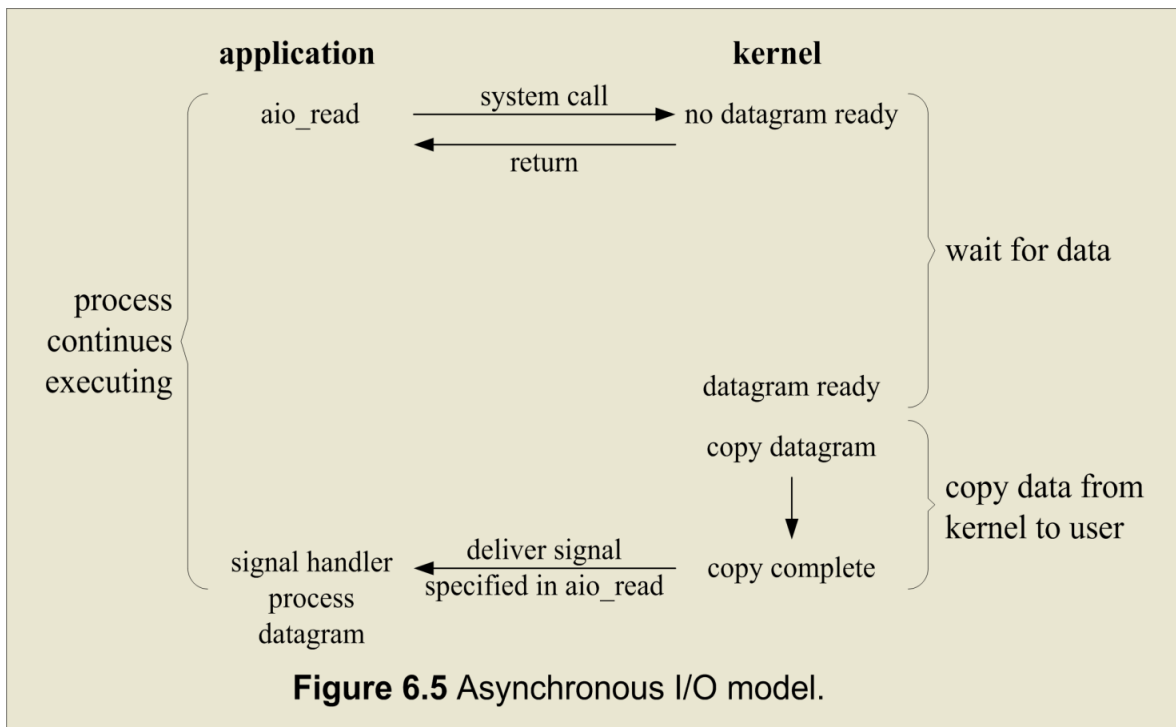 application
kernel
aio_read
system call
no datagram ready
return
wait for data
process
continues
executing
datagram ready
copy datagram
copy data from
kernel to user
signal handler
process
datagram
deliver signal
specified in aio_read
copy complete
Figure 6.5 Asynchronous I/O model.